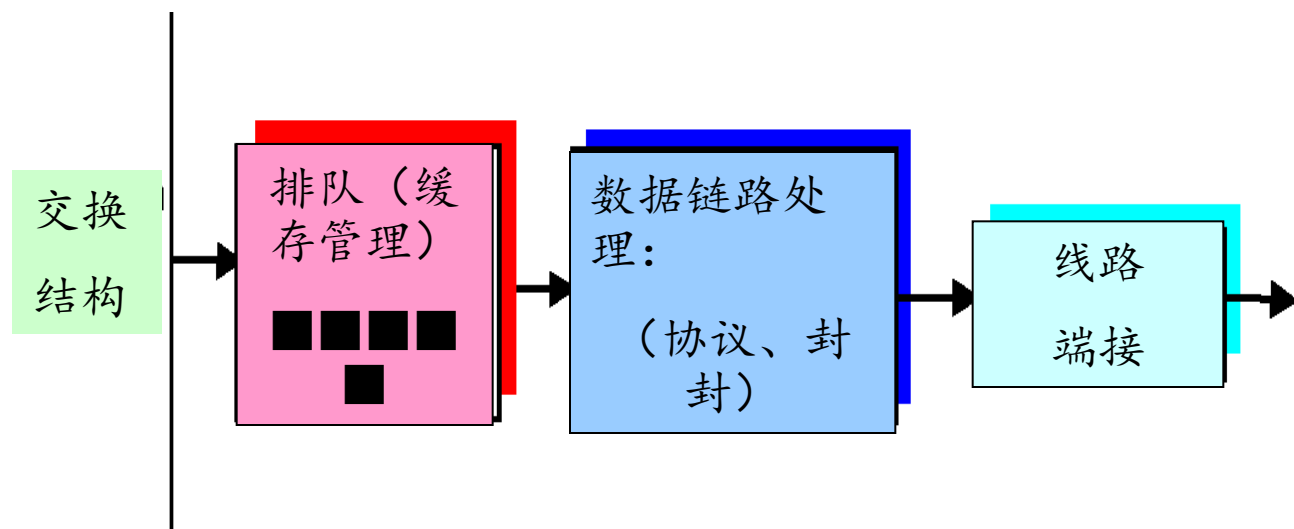 交换
结构
排队（缓
存管理）
■■■■
■
数据链路处
理：
（协议、封
封）
线路
端接